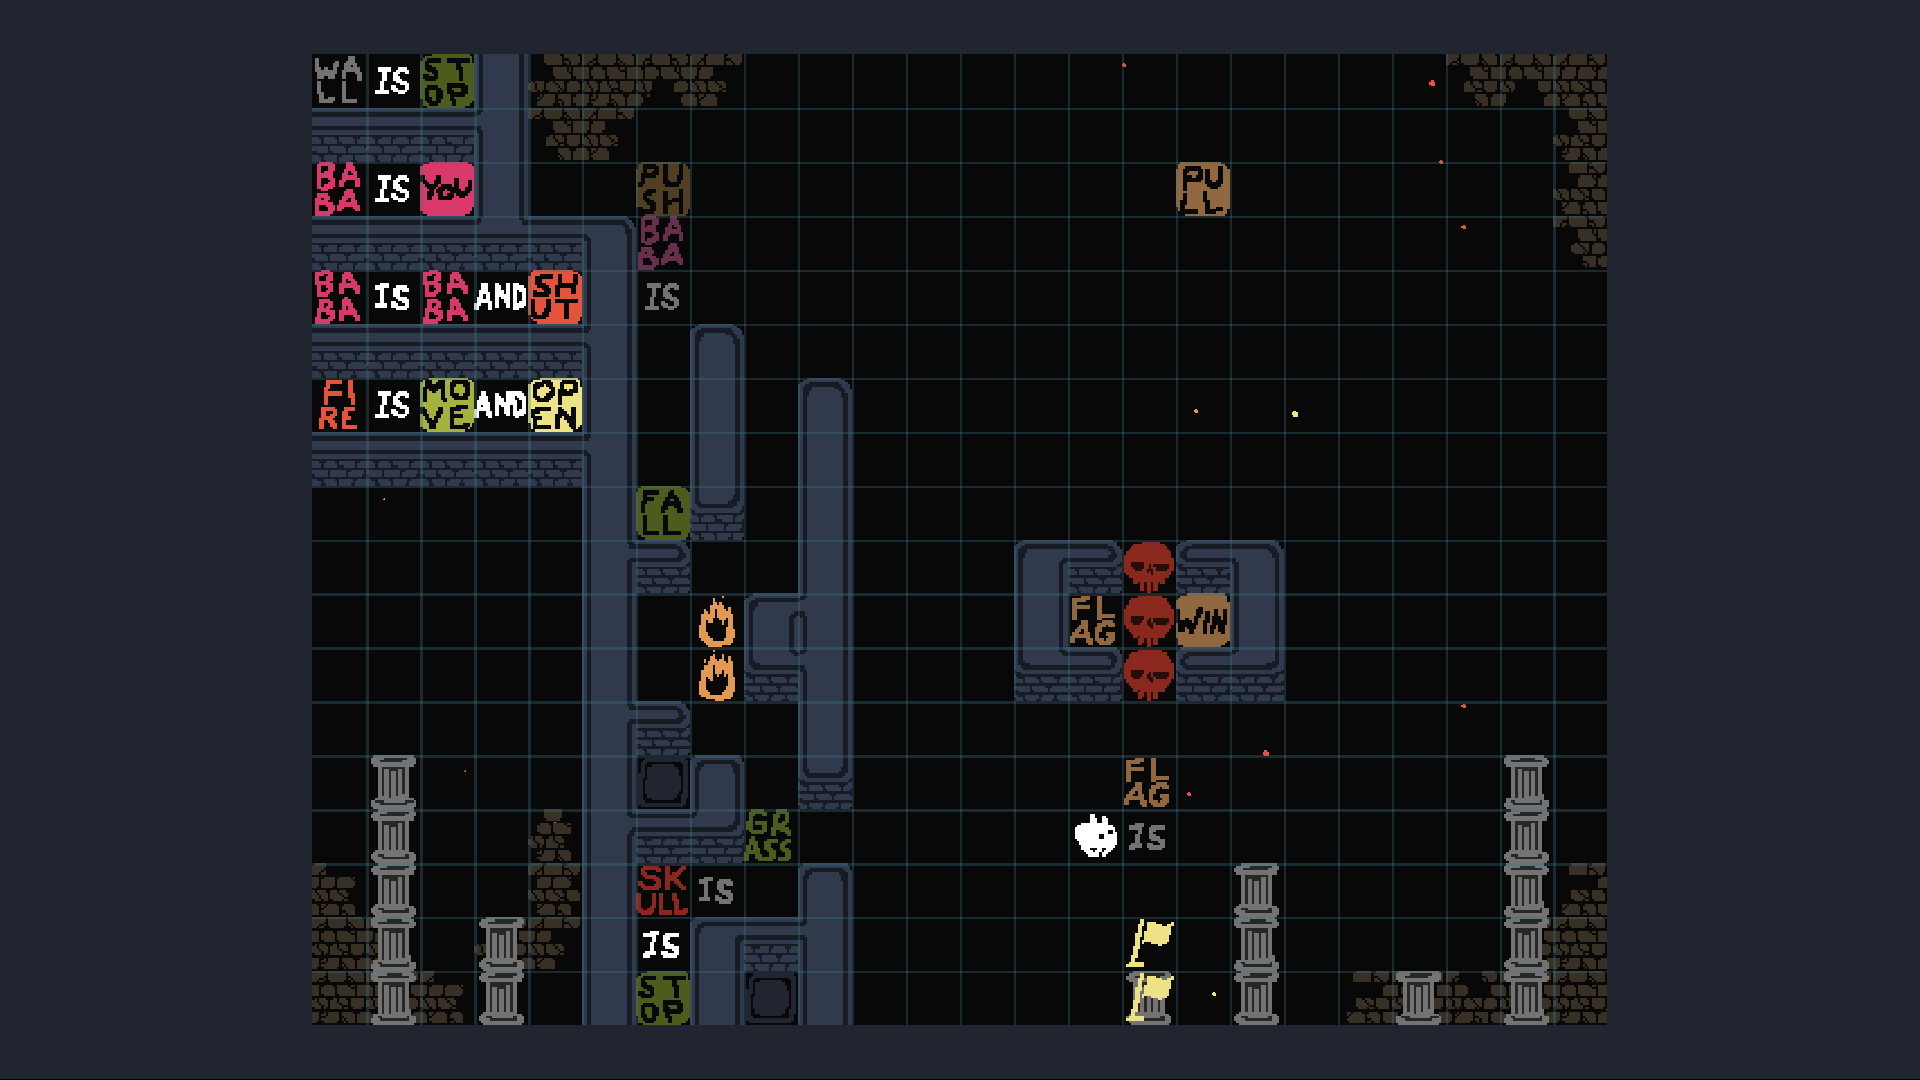 WALL IS STOP
BABA IS YOU
PUSH
PULL
BABA
BABA IS BABA AND SHUT
IS
FIRE IS MOVE AND OPEN
FALL
FLAG WIN
FLAG
GRASS
IS
SKULL IS
IS
STOP